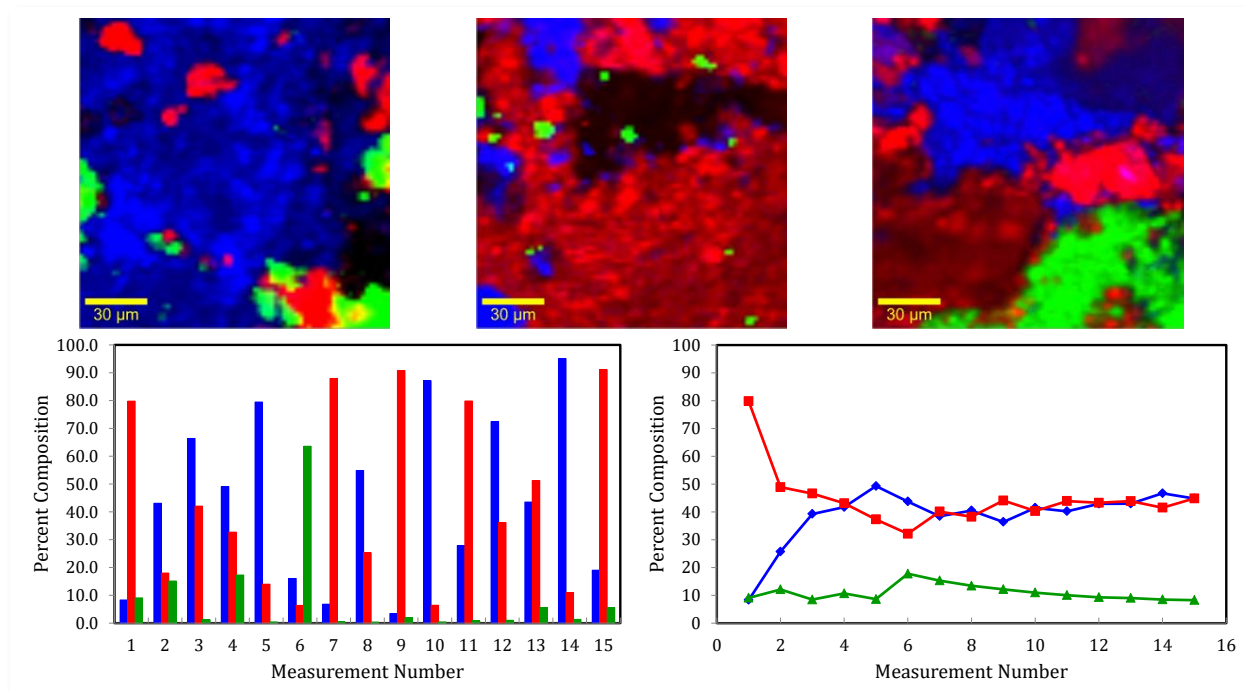 30 µm
30 µm
30 µm
100.0
90.0
80.0
70.0
60.0
50.0
40.0
30.0
20.0
10.0
0.0
Percent Composition
1 2 3 4 5 6 7 8 9 10 11 12 13 14 15
Measurement Number
100
90
80
70
60
50
40
30
20
10
0
Percent Composition
0 2 4 6 8 10 12 14 16
Measurement Number